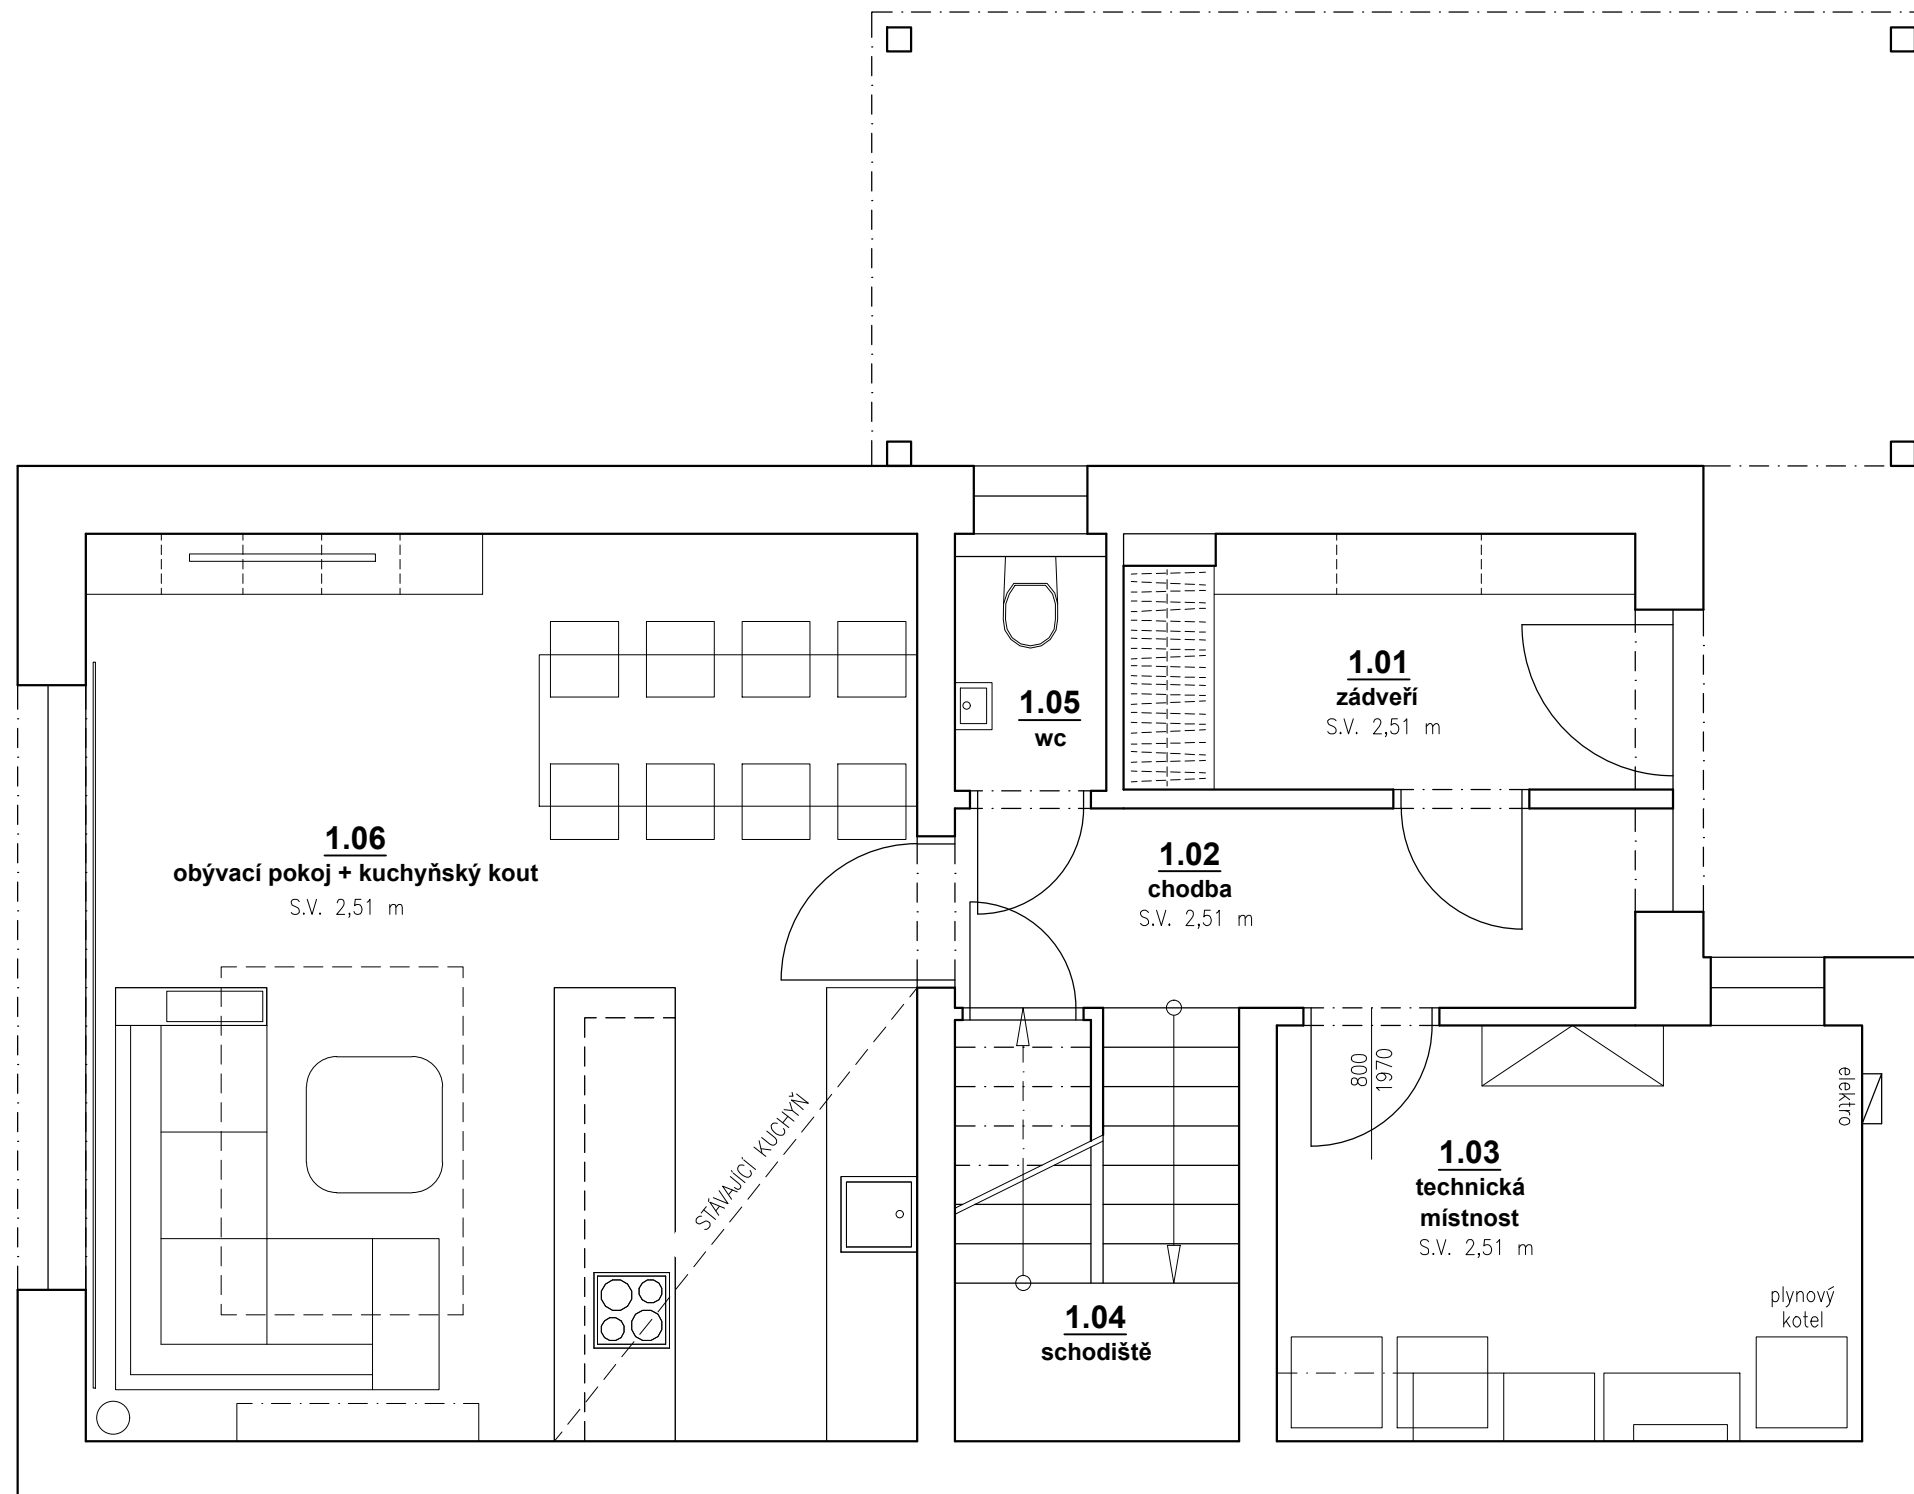 1.01
zádveří
S.V. 2,51 m
1.05
wc
1.06
obývací pokoj + kuchyňský kout
S.V. 2,51 m
1.02
chodba
S.V. 2,51 m
800
1970
elektro
STÁVAJÍCÍ KUCHYŇ
1.03
technická
místnost
S.V. 2,51 m
plynový
kotel
1.04
schodiště